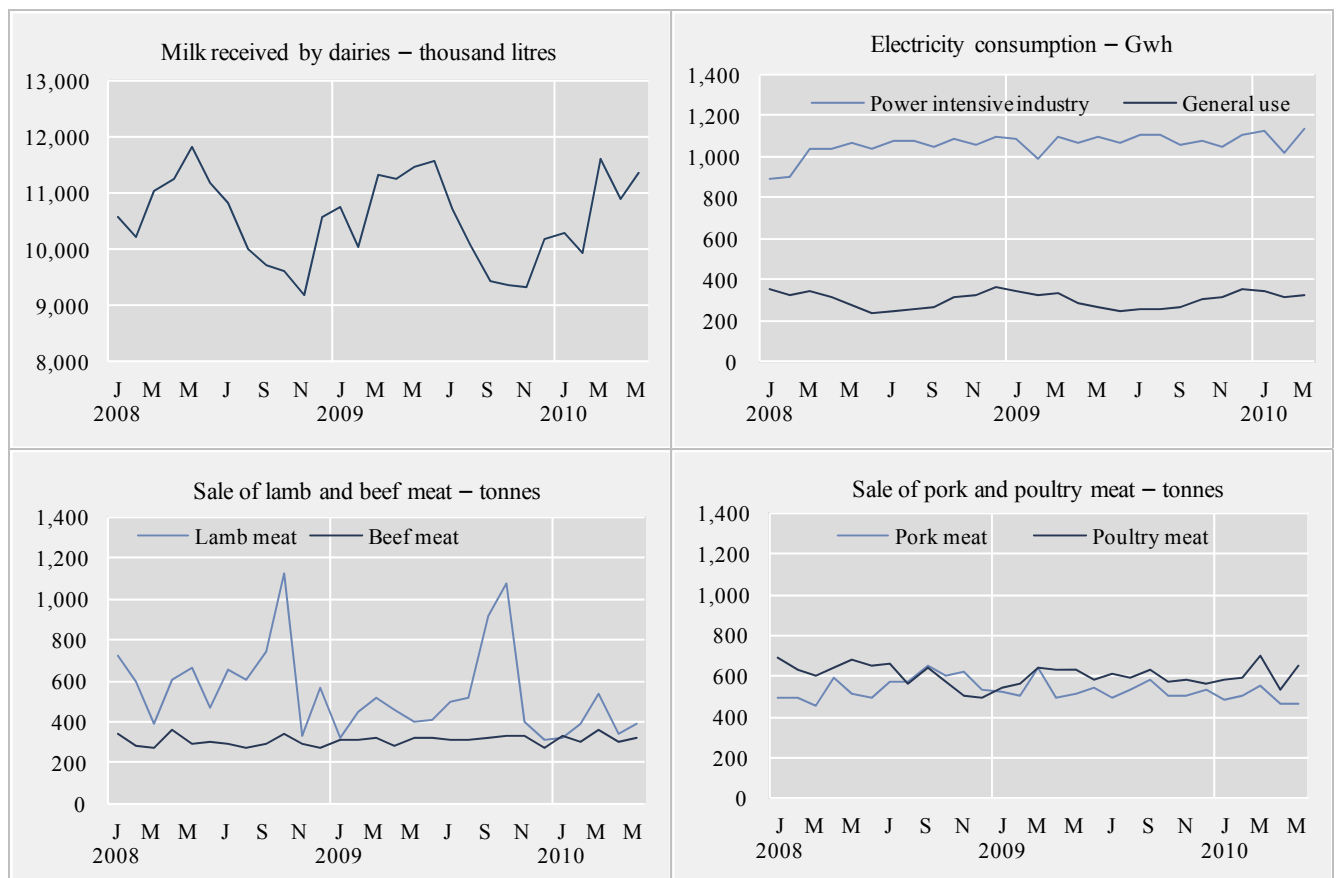 Milk received by dairies – thousand litres
13,000
12,000
11,000
10,000
9,000
8,000
J M M J S N J M M J S N J M M
2008 2009 2010
Electricity consumption – Gwh
1,400
Power intensive industry General use
1,200
1,000
800
600
400
200
0
J M M J S N J M M J S N J M
2008 2009 2010
Sale of lamb and beef meat – tonnes
1,400
Lamb meat Beef meat
1,200
1,000
800
600
400
200
0
J M M J S N J M M J S N J M M
2008 2009 2010
Sale of pork and poultry meat – tonnes
1,400
Pork meat Poultry meat
1,200
1,000
800
600
400
200
0
J M M J S N J M M J S N J M M
2008 2009 2010